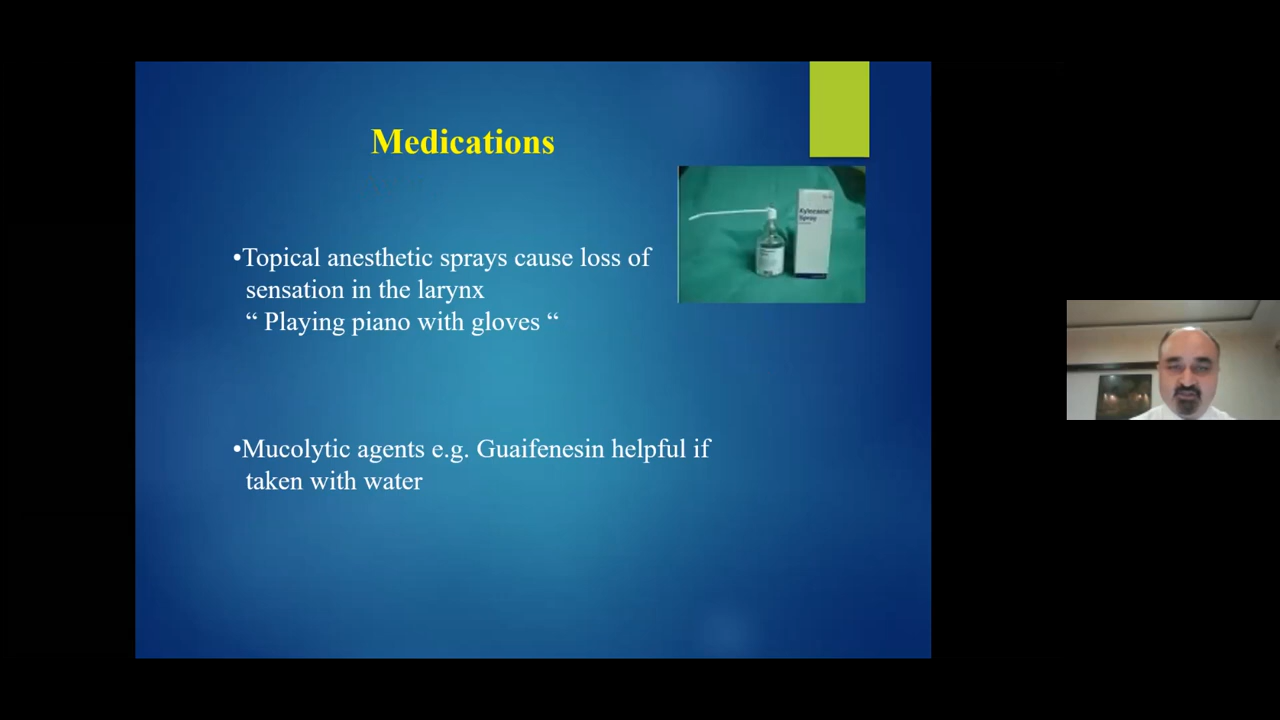 Medications
•Topical anesthetic sprays cause loss of
sensation in the larynx
“ Playing piano with gloves “
Xylocaine
Spray
•Mucolytic agents e.g. Guaifenesin helpful if
taken with water